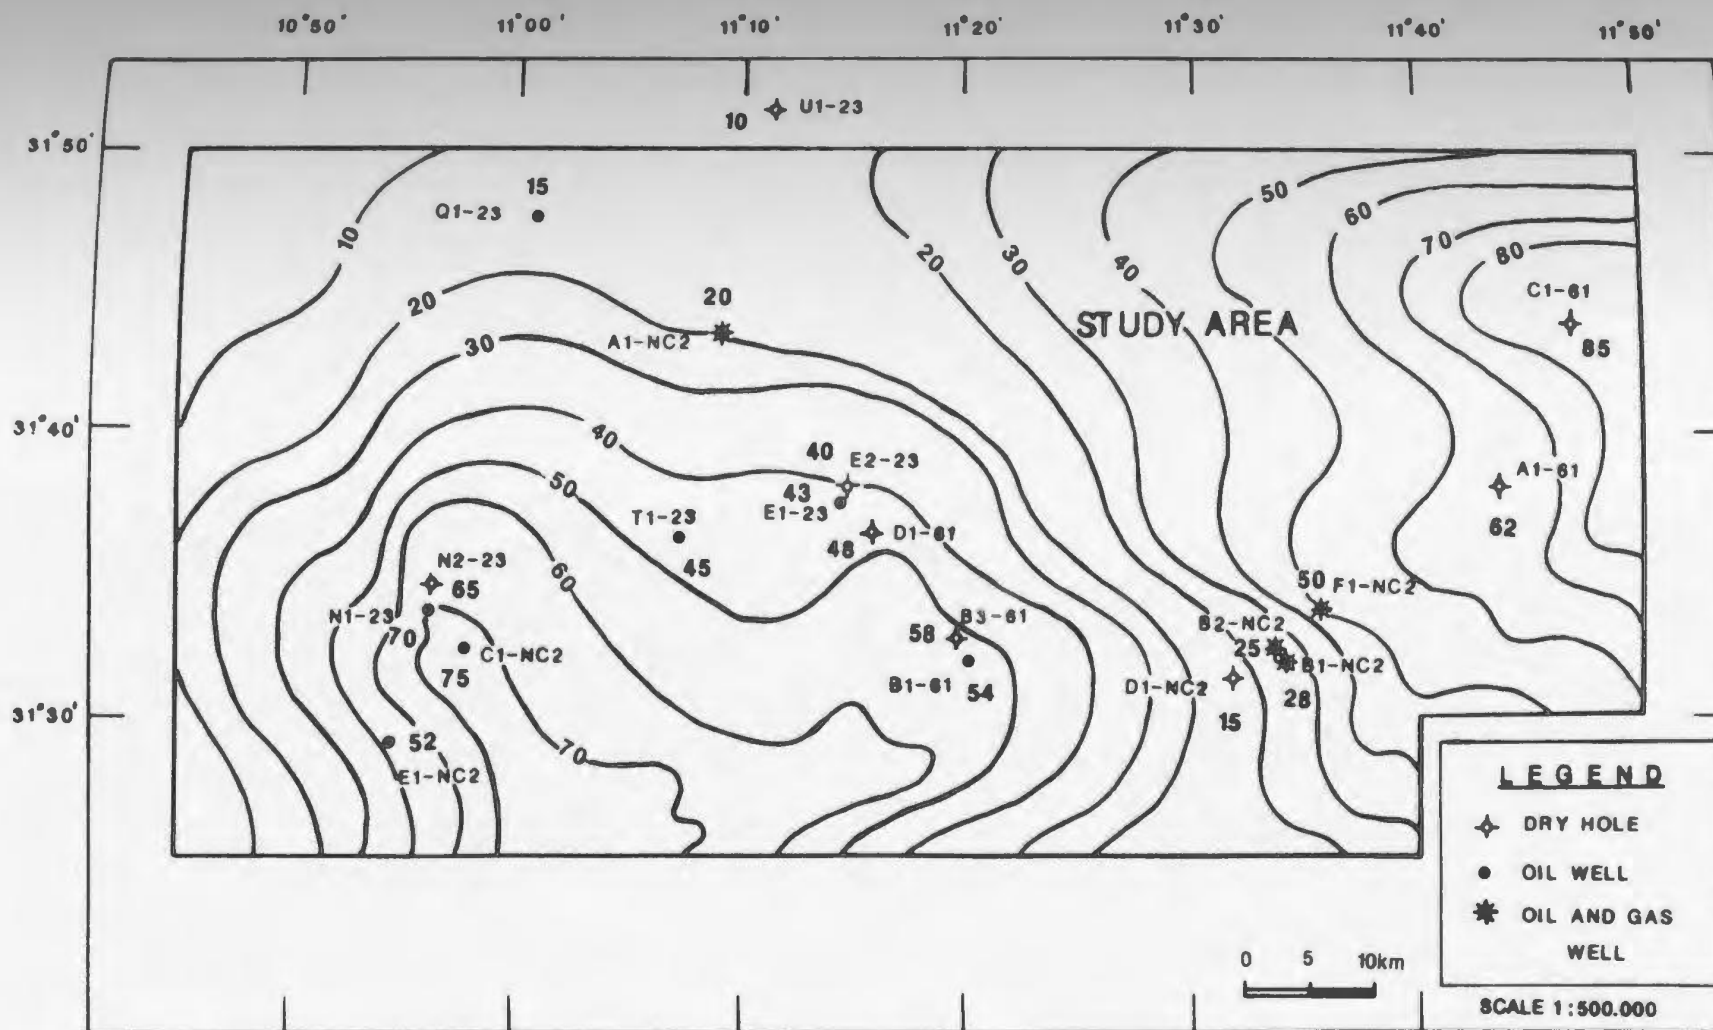 10°50' 11°00' 11°10' 11°20' 11°30' 11°40' 11°50'
10 U1-23
31°50'
15
Q1-23
10
20
30
40
50
60
70
80
C1-61
85
20
20
STUDY AREA
A1-NC2
30
31°40'
40
40
E2-23
A1-61
50
43
E1-23
T1-23
45
48
D1-61
62
N2-23
65
60
50
F1-NC2
N1-23
70
58
B3-61
B2-NC2
25
C1-NC2
75
B1-61
54
D1-NC2
B1-NC2
28
15
31°30'
52
E1-NC2
70
LEGEND
DRY HOLE
OIL WELL
OIL AND GAS
WELL
0 5 10km
SCALE 1:500.000